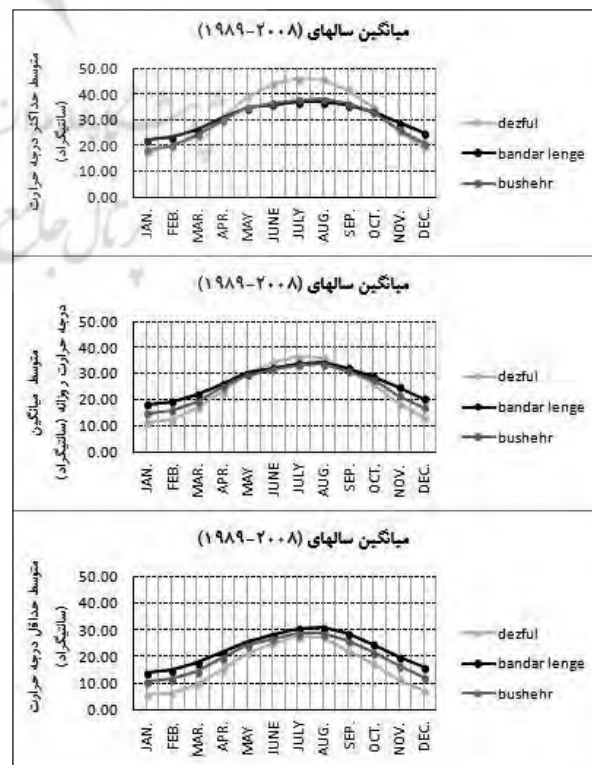 میانگین سالهای (۱۹۸۹-۲۰۰۸)
متوسط حداکثر درجه حرارت
(سانتیگراد)
50.00
40.00
30.00
20.00
10.00
0.00
JAN. FEB. MAR. APR. MAY JUNE JULY AUG. SEP. OCT. NOV. DEC.
dezful
bandar lenge
bushehr
میانگین سالهای (۱۹۸۹-۲۰۰۸)
متوسط میانگین
درجه حرارت روزانه (سانتیگراد)
50.00
40.00
30.00
20.00
10.00
0.00
JAN. FEB. MAR. APR. MAY JUNE JULY AUG. SEP. OCT. NOV. DEC.
dezful
bandar lenge
bushehr
میانگین سالهای (۱۹۸۹-۲۰۰۸)
متوسط حداقل درجه حرارت
(سانتیگراد)
50.00
40.00
30.00
20.00
10.00
0.00
JAN. FEB. MAR. APR. MAY JUNE JULY AUG. SEP. OCT. NOV. DEC.
dezful
bandar lenge
bushehr